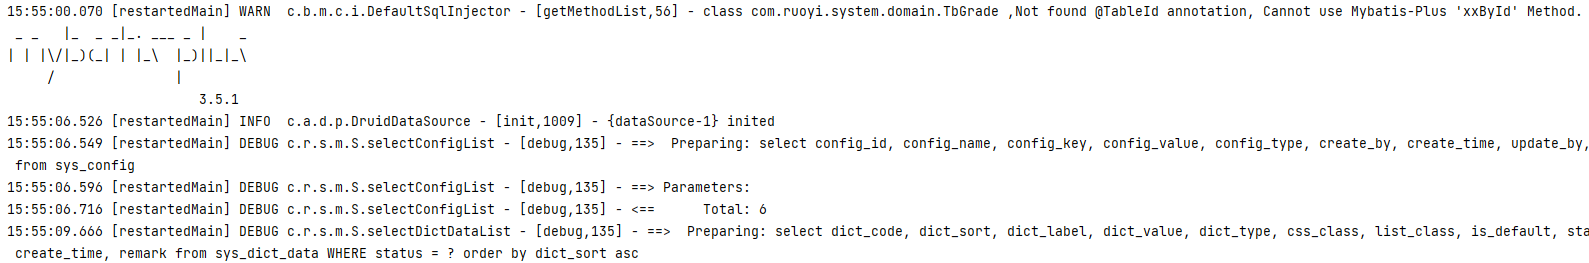 15:55:00.070 [restartedMain] WARN  c.b.m.c.i.DefaultSqlInjector - [getMethodList,56] - class com.ruoyi.system.domain.TbGrade ,Not found @TableId annotation, Cannot use Mybatis-Plus 'xxById' Method.
 _ _   |_  _ _|_. ___ _ |    _
| | |\/|_)(_| | |_\  |_)||_|_\
     /               |
                        3.5.1
15:55:06.526 [restartedMain] INFO  c.a.d.p.DruidDataSource - [init,1009] - {dataSource-1} inited
15:55:06.549 [restartedMain] DEBUG c.r.s.m.S.selectConfigList - [debug,135] - ==>  Preparing: select config_id, config_name, config_key, config_value, config_type, create_by, create_time, update_by,
 from sys_config
15:55:06.596 [restartedMain] DEBUG c.r.s.m.S.selectConfigList - [debug,135] - ==> Parameters:
15:55:06.716 [restartedMain] DEBUG c.r.s.m.S.selectConfigList - [debug,135] - <==      Total: 6
15:55:09.666 [restartedMain] DEBUG c.r.s.m.S.selectDictDataList - [debug,135] - ==>  Preparing: select dict_code, dict_sort, dict_label, dict_value, dict_type, css_class, list_class, is_default, sta
 create_time, remark from sys_dict_data WHERE status = ? order by dict_sort asc